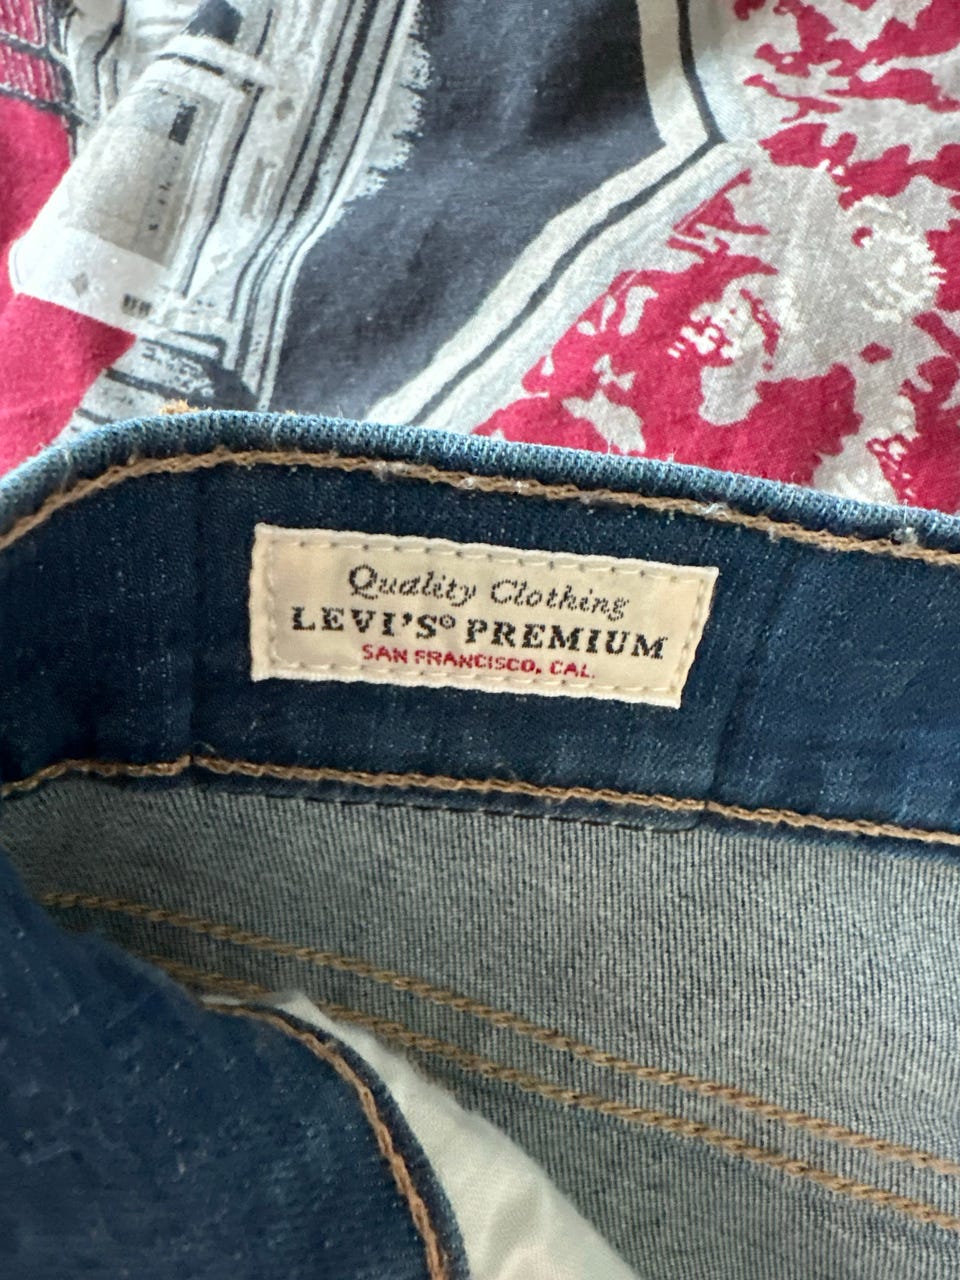 Quality Clothing
LEVI'S® PREMIUM
SAN FRANCISCO, CAL.